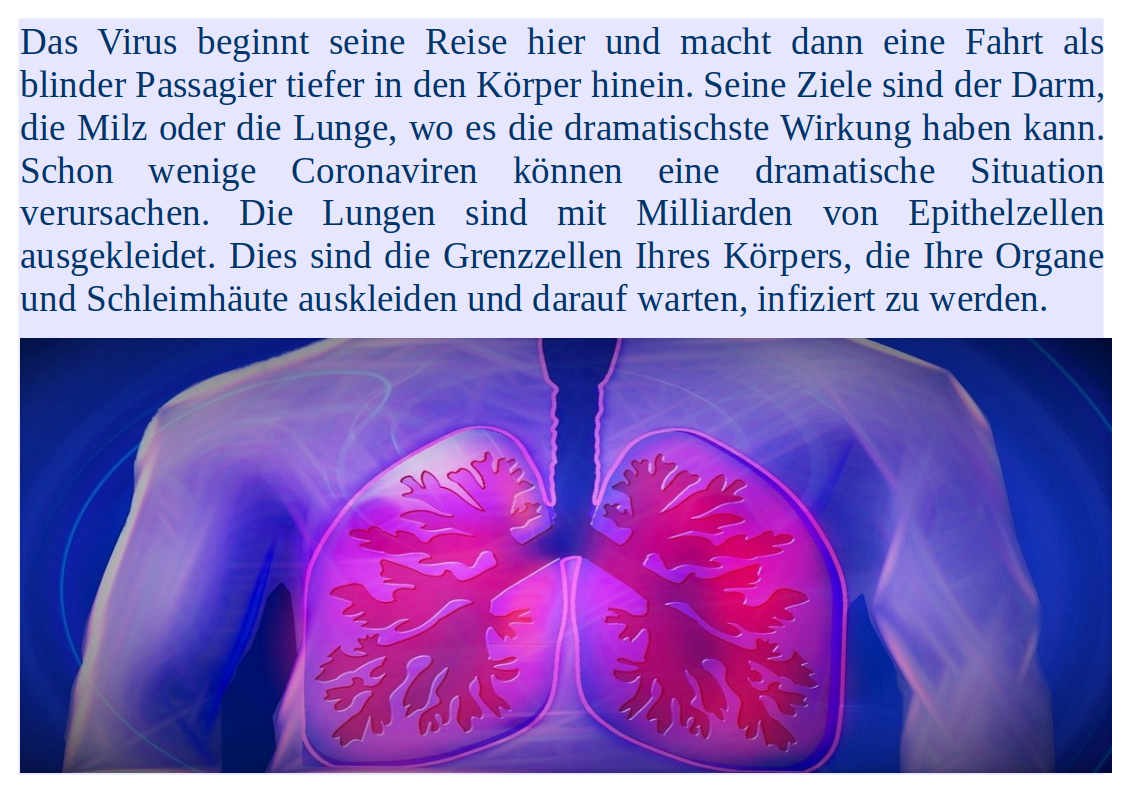 Das Virus beginnt seine Reise hier und macht dann eine Fahrt als
blinder Passagier tiefer in den Körper hinein. Seine Ziele sind der Darm,
die Milz oder die Lunge, wo es die dramatischste Wirkung haben kann.
Schon wenige Coronaviren können eine dramatische Situation
verursachen. Die Lungen sind mit Milliarden von Epithelzellen
ausgekleidet. Dies sind die Grenzzellen Ihres Körpers, die Ihre Organe
und Schleimhäute auskleiden und darauf warten, infiziert zu werden.